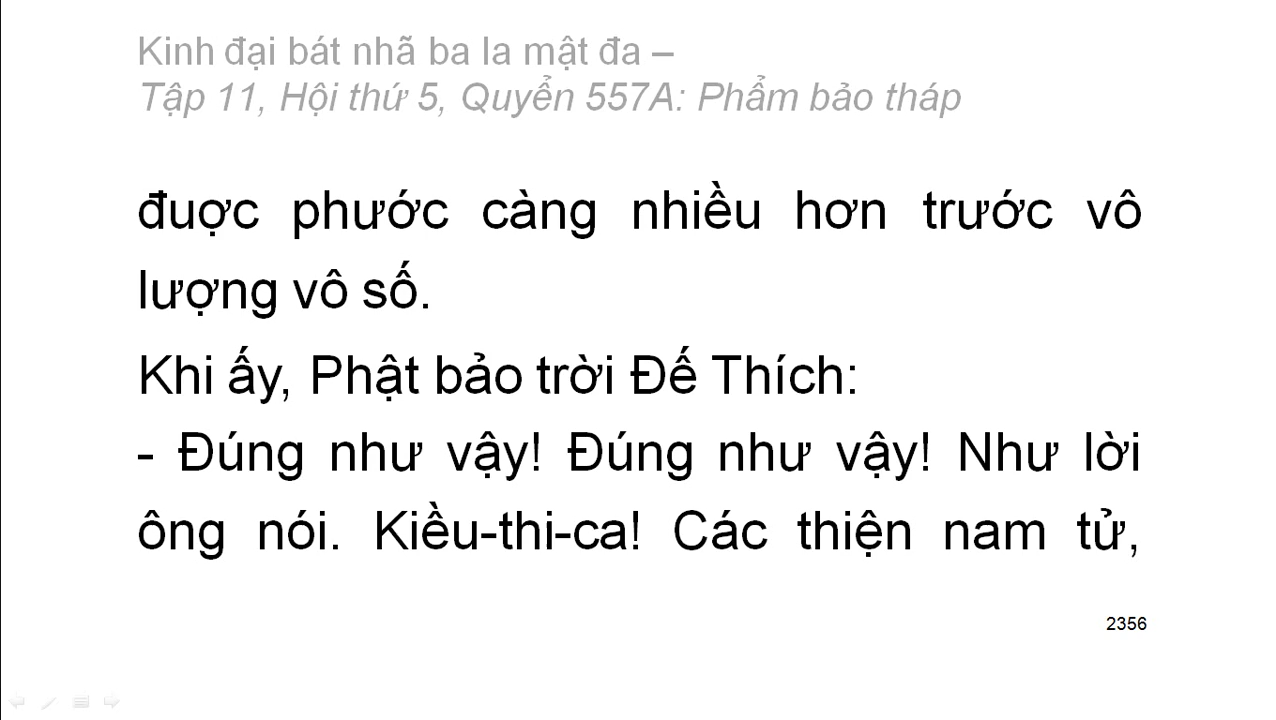 Kinh đại bát nhã ba la mật đa –
Tập 11, Hội thứ 5, Quyển 557A: Phẩm bảo tháp
đuợc phước càng nhiều hơn trước vô
lượng vô số.
Khi ấy, Phật bảo trời Đế Thích:
- Đúng như vậy! Đúng như vậy! Như lời
ông nói. Kiều-thi-ca! Các thiện nam tử,
2356